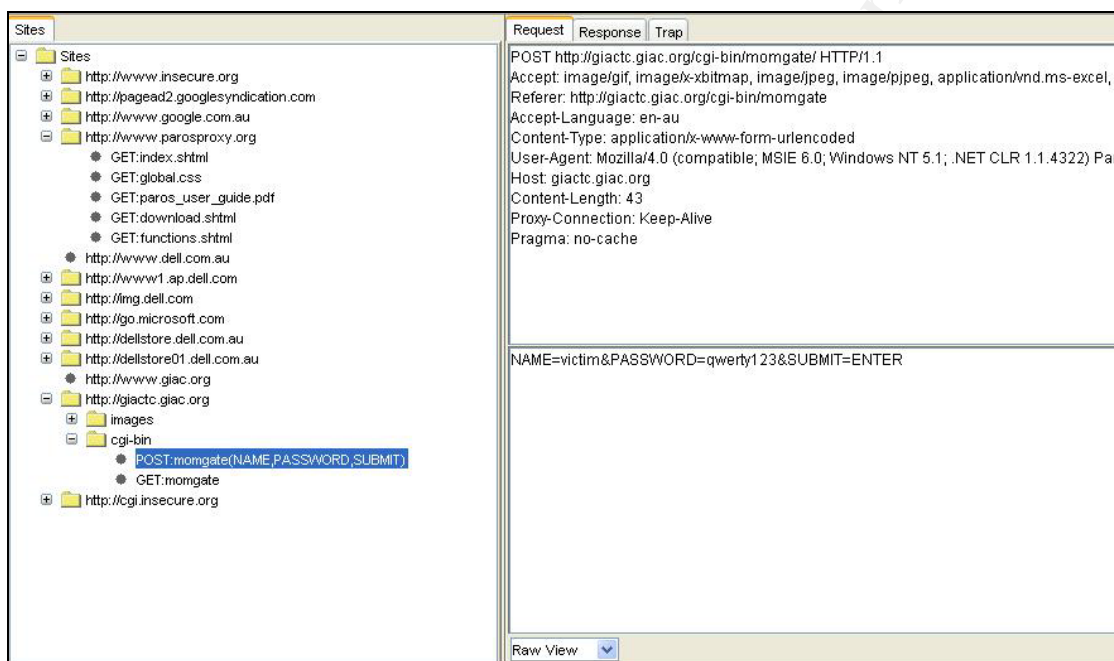 Sites
Sites
http://www.insecure.org
http://pagead2.googlesyndication.com
http://www.google.com.au
http://www.parosproxy.org
GET:index.shtml
GET:global.css
GET:paros_user_guide.pdf
GET:download.shtml
GET:functions.shtml
http://www.dell.com.au
http://www1.ap.dell.com
http://img.dell.com
http://go.microsoft.com
http://dellstore.dell.com.au
http://dellstore01.dell.com.au
http://www.giac.org
http://giactc.giac.org
images
cgi-bin
POST:momgate(NAME,PASSWORD,SUBMIT)
GET:momgate
http://cgi.insecure.org
Request Response Trap
POST http://giactc.giac.org/cgi-bin/momgate/ HTTP/1.1
Accept: image/gif, image/x-xbitmap, image/jpeg, image/pjpeg, application/vnd.ms-excel,
Referer: http://giactc.giac.org/cgi-bin/momgate
Accept-Language: en-au
Content-Type: application/x-www-form-urlencoded
User-Agent: Mozilla/4.0 (compatible; MSIE 6.0; Windows NT 5.1; .NET CLR 1.1.4322) Pa
Host: giactc.giac.org
Content-Length: 43
Proxy-Connection: Keep-Alive
Pragma: no-cache
NAME=victim&PASSWORD=qwerty123&SUBMIT=ENTER
Raw View